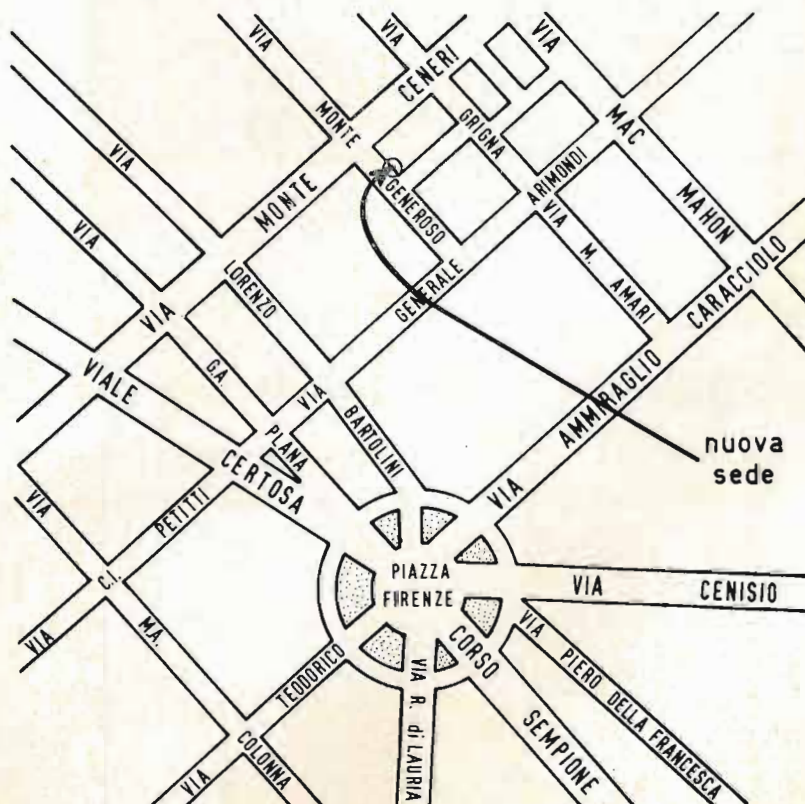 VIA
VIA
VIA
CENERI
MONTE
GRIGNA
MAC
VIA
MONTE
GENEROSO
ARIMONDI
MAHON
VIA
VIA M. AMARI
LORENZO
GENERALE
CARACCIOLO
VIA
VIALE
G.A.
VIA
AMMIRAGLIO
PLANA
BARTOLINI
nuova
sede
CERTOSA
VIA
VIA
PETITTI
PIAZZA
FIRENZE
VIA CENISIO
C.I.
M.A.
VIA
VIA PIERO DELLA FRANCESCA
TEODORICO
CORSO
SEMPIONE
VIA R. di LAURIA
COLONNA
VIA